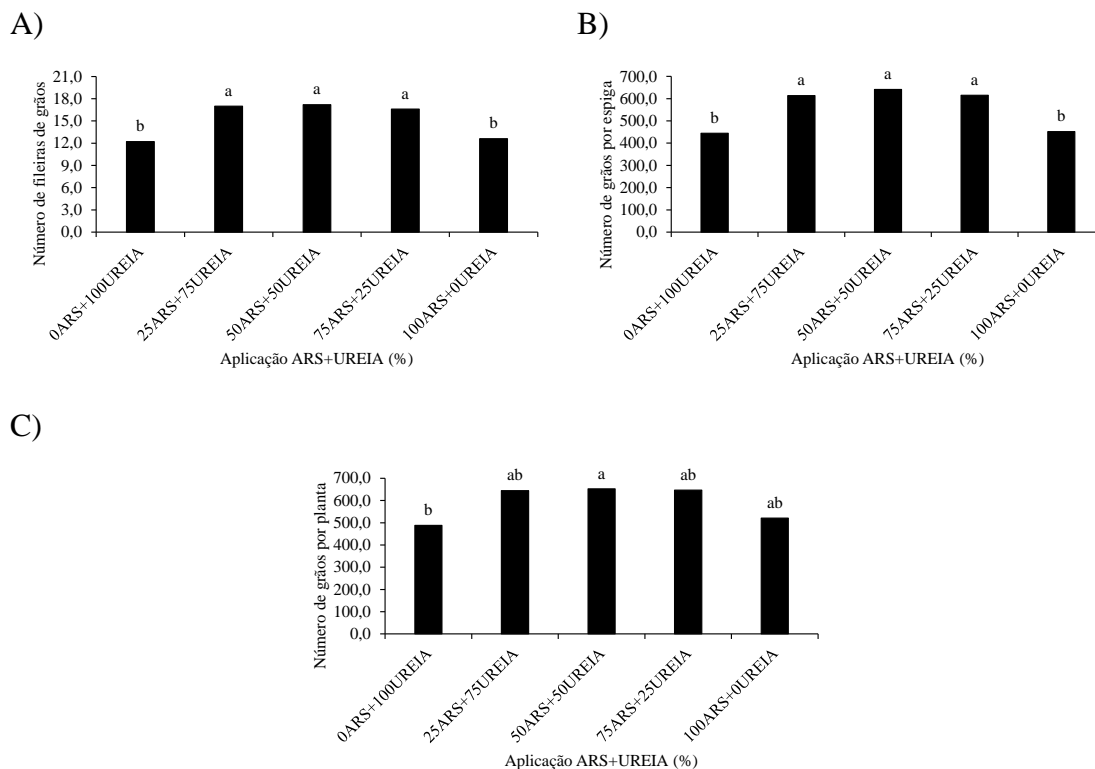 A)
Número de fileiras de grãos
21,0
18,0
15,0
12,0
9,0
6,0
3,0
0,0
b
a
a
a
b
0ARS+100UREIA
25ARS+75UREIA
50ARS+50UREIA
75ARS+25UREIA
100ARS+0UREIA
Aplicação ARS+UREIA (%)
B)
Número de grãos por espiga
700,0
600,0
500,0
400,0
300,0
200,0
100,0
0,0
b
a
a
a
b
0ARS+100UREIA
25ARS+75UREIA
50ARS+50UREIA
75ARS+25UREIA
100ARS+0UREIA
Aplicação ARS+UREIA (%)
C)
Número de grãos por planta
700,0
600,0
500,0
400,0
300,0
200,0
100,0
0,0
b
ab
a
ab
ab
0ARS+100UREIA
25ARS+75UREIA
50ARS+50UREIA
75ARS+25UREIA
100ARS+0UREIA
Aplicação ARS+UREIA (%)